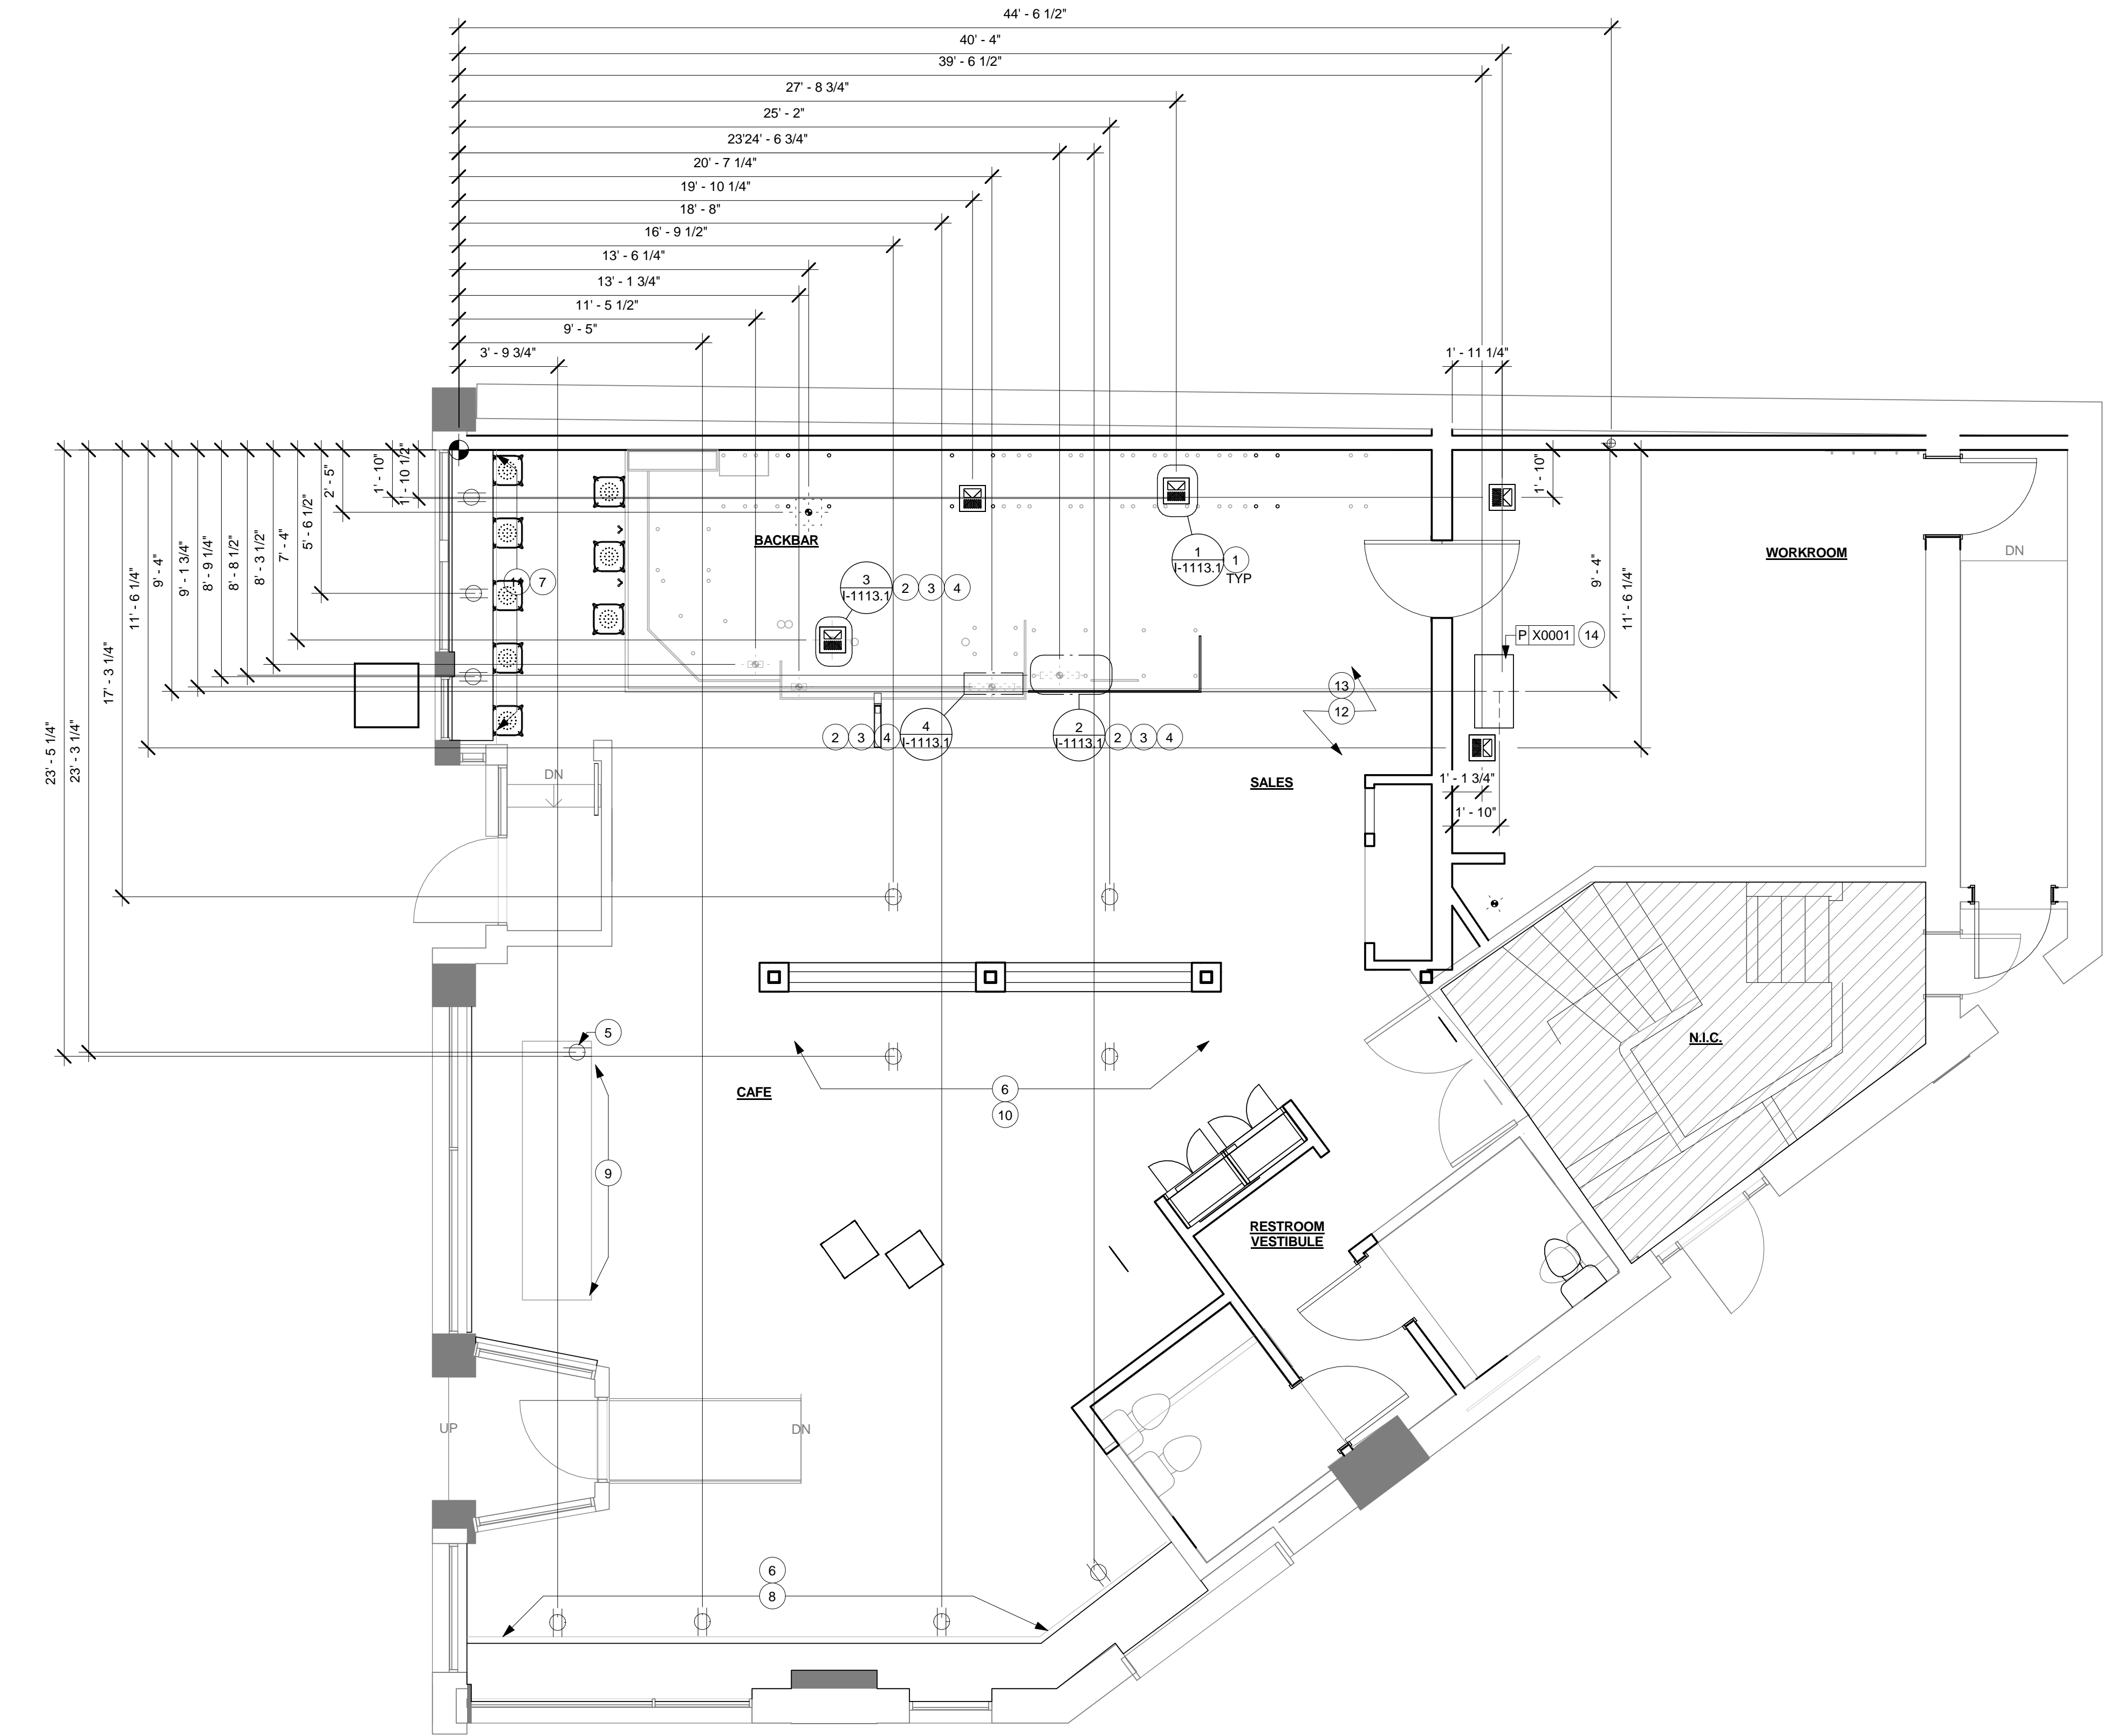 44' - 6 1/2"
40' - 4"
39' - 6 1/2"
27' - 8 3/4"
25' - 2"
23'24' - 6 3/4"
20' - 7 1/4"
19' - 10 1/4"
18' - 8"
16' - 9 1/2"
13' - 6 1/4"
13' - 1 3/4"
11' - 5 1/2"
9' - 5"
3' - 9 3/4"
1' - 11 1/4"
23' - 5 1/4"
23' - 3 1/4"
17' - 3 1/4"
11' - 6 1/4"
9' - 4"
9' - 1 3/4"
8' - 9 1/4"
8' - 8 1/2"
8' - 3 1/2"
7' - 4"
5' - 6 1/2"
2' - 5"
1' - 10"
1' - 10 1/2"
1' - 10"
9' - 4"
11' - 6 1/4"
BACKBAR
WORKROOM
DN
1
I-1113.1
1
TYP
3
I-1113.1
2 3 4
7
P X0001 14
13
12
2 3 4
4
I-1113.1
2
I-1113.1
2 3 4
DN
SALES
1' - 1 3/4"
1' - 10"
5
N.I.C.
CAFE
6
10
9
RESTROOM
VESTIBULE
UP
DN
6
8